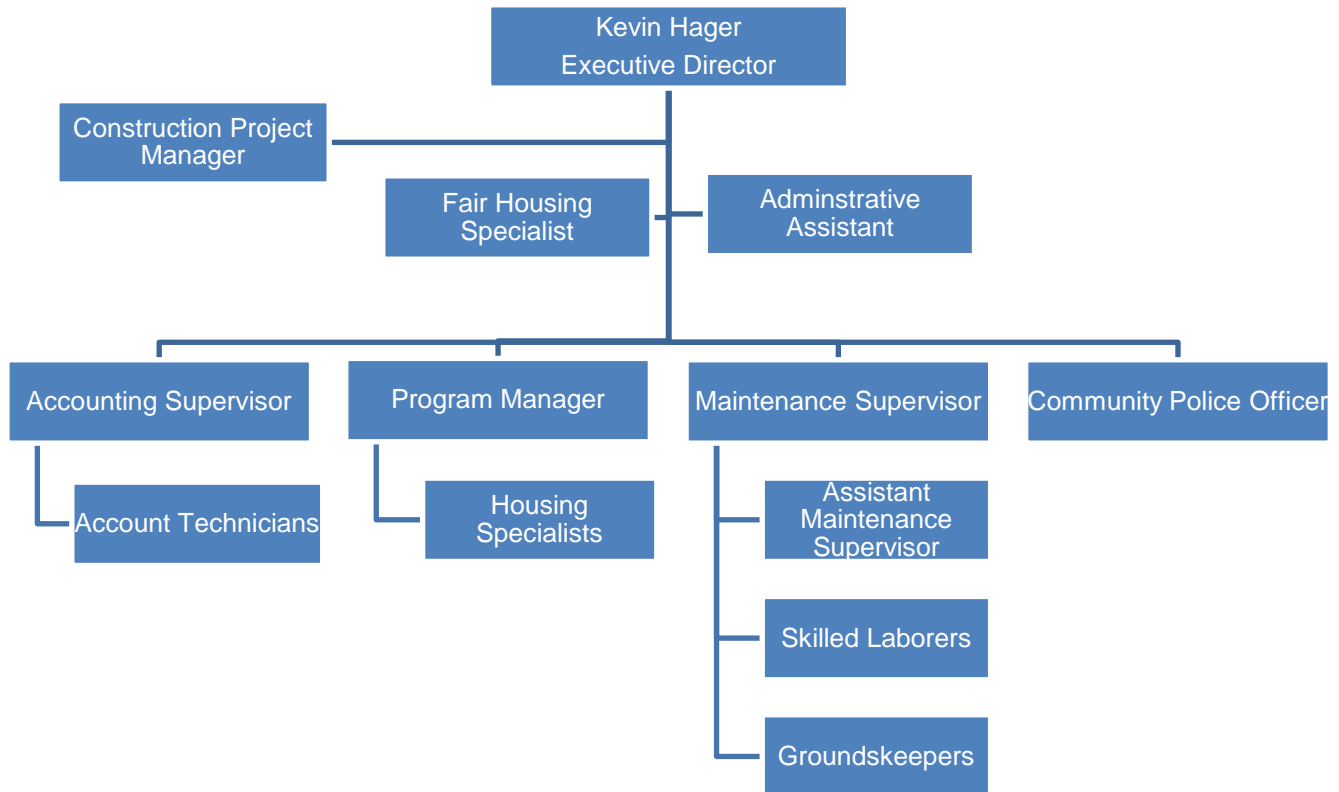 Kevin Hager
Executive Director
Construction Project
Manager
Fair Housing
Specialist
Adminstrative
Assistant
Accounting Supervisor
Program Manager
Maintenance Supervisor
Community Police Officer
Account Technicians
Housing
Specialists
Assistant
Maintenance
Supervisor
Skilled Laborers
Groundskeepers